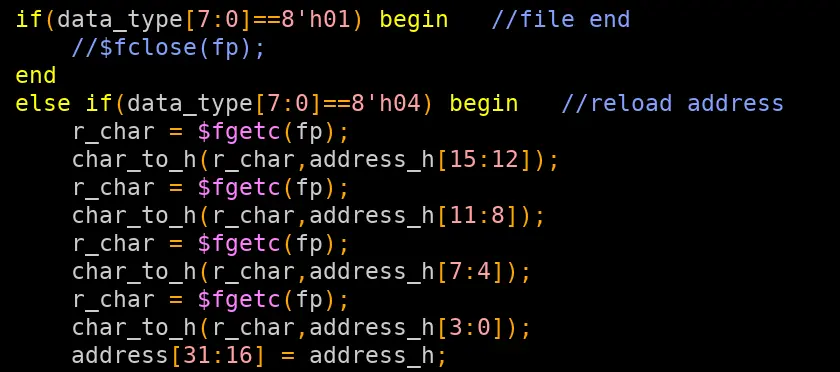 if(data_type[7:0]==8'h01) begin   //file end
    //$fclose(fp);
end
else if(data_type[7:0]==8'h04) begin   //reload address
    r_char = $fgetc(fp);
    char_to_h(r_char,address_h[15:12]);
    r_char = $fgetc(fp);
    char_to_h(r_char,address_h[11:8]);
    r_char = $fgetc(fp);
    char_to_h(r_char,address_h[7:4]);
    r_char = $fgetc(fp);
    char_to_h(r_char,address_h[3:0]);
    address[31:16] = address_h;